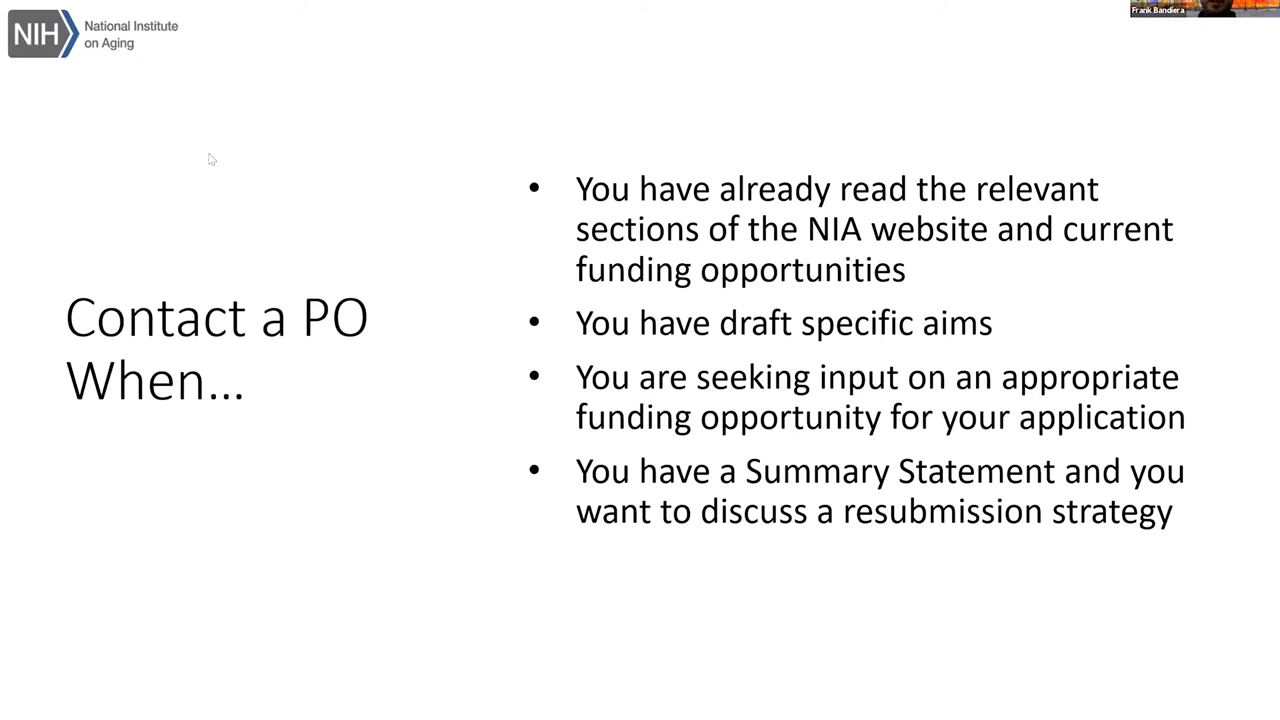 NIH National Institute
on Aging
Frank Bandiera
Contact a PO
When...
• You have already read the relevant
sections of the NIA website and current
funding opportunities
• You have draft specific aims
• You are seeking input on an appropriate
funding opportunity for your application
• You have a Summary Statement and you
want to discuss a resubmission strategy